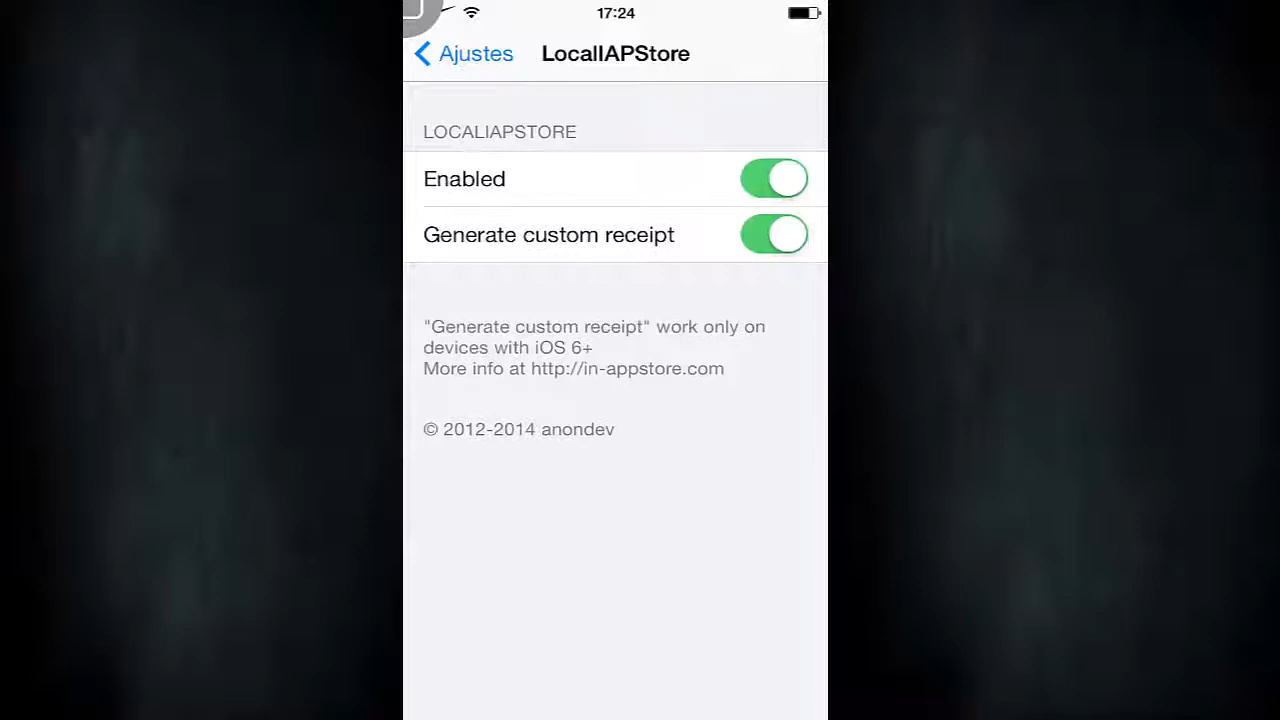 17:24
Ajustes LocalIAPStore
LOCALIAPSTORE
Enabled
Generate custom receipt
"Generate custom receipt" work only on
devices with iOS 6+
More info at http://in-appstore.com
© 2012-2014 anondev